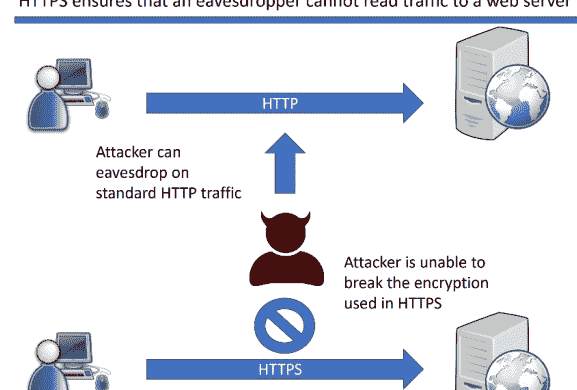 HTTPS ensures that an eavesdropper cannot read traffic to a web server
HTTP
Attacker can
eavesdrop on
standard HTTP traffic
Attacker is unable to
break the encryption
used in HTTPS
HTTPS